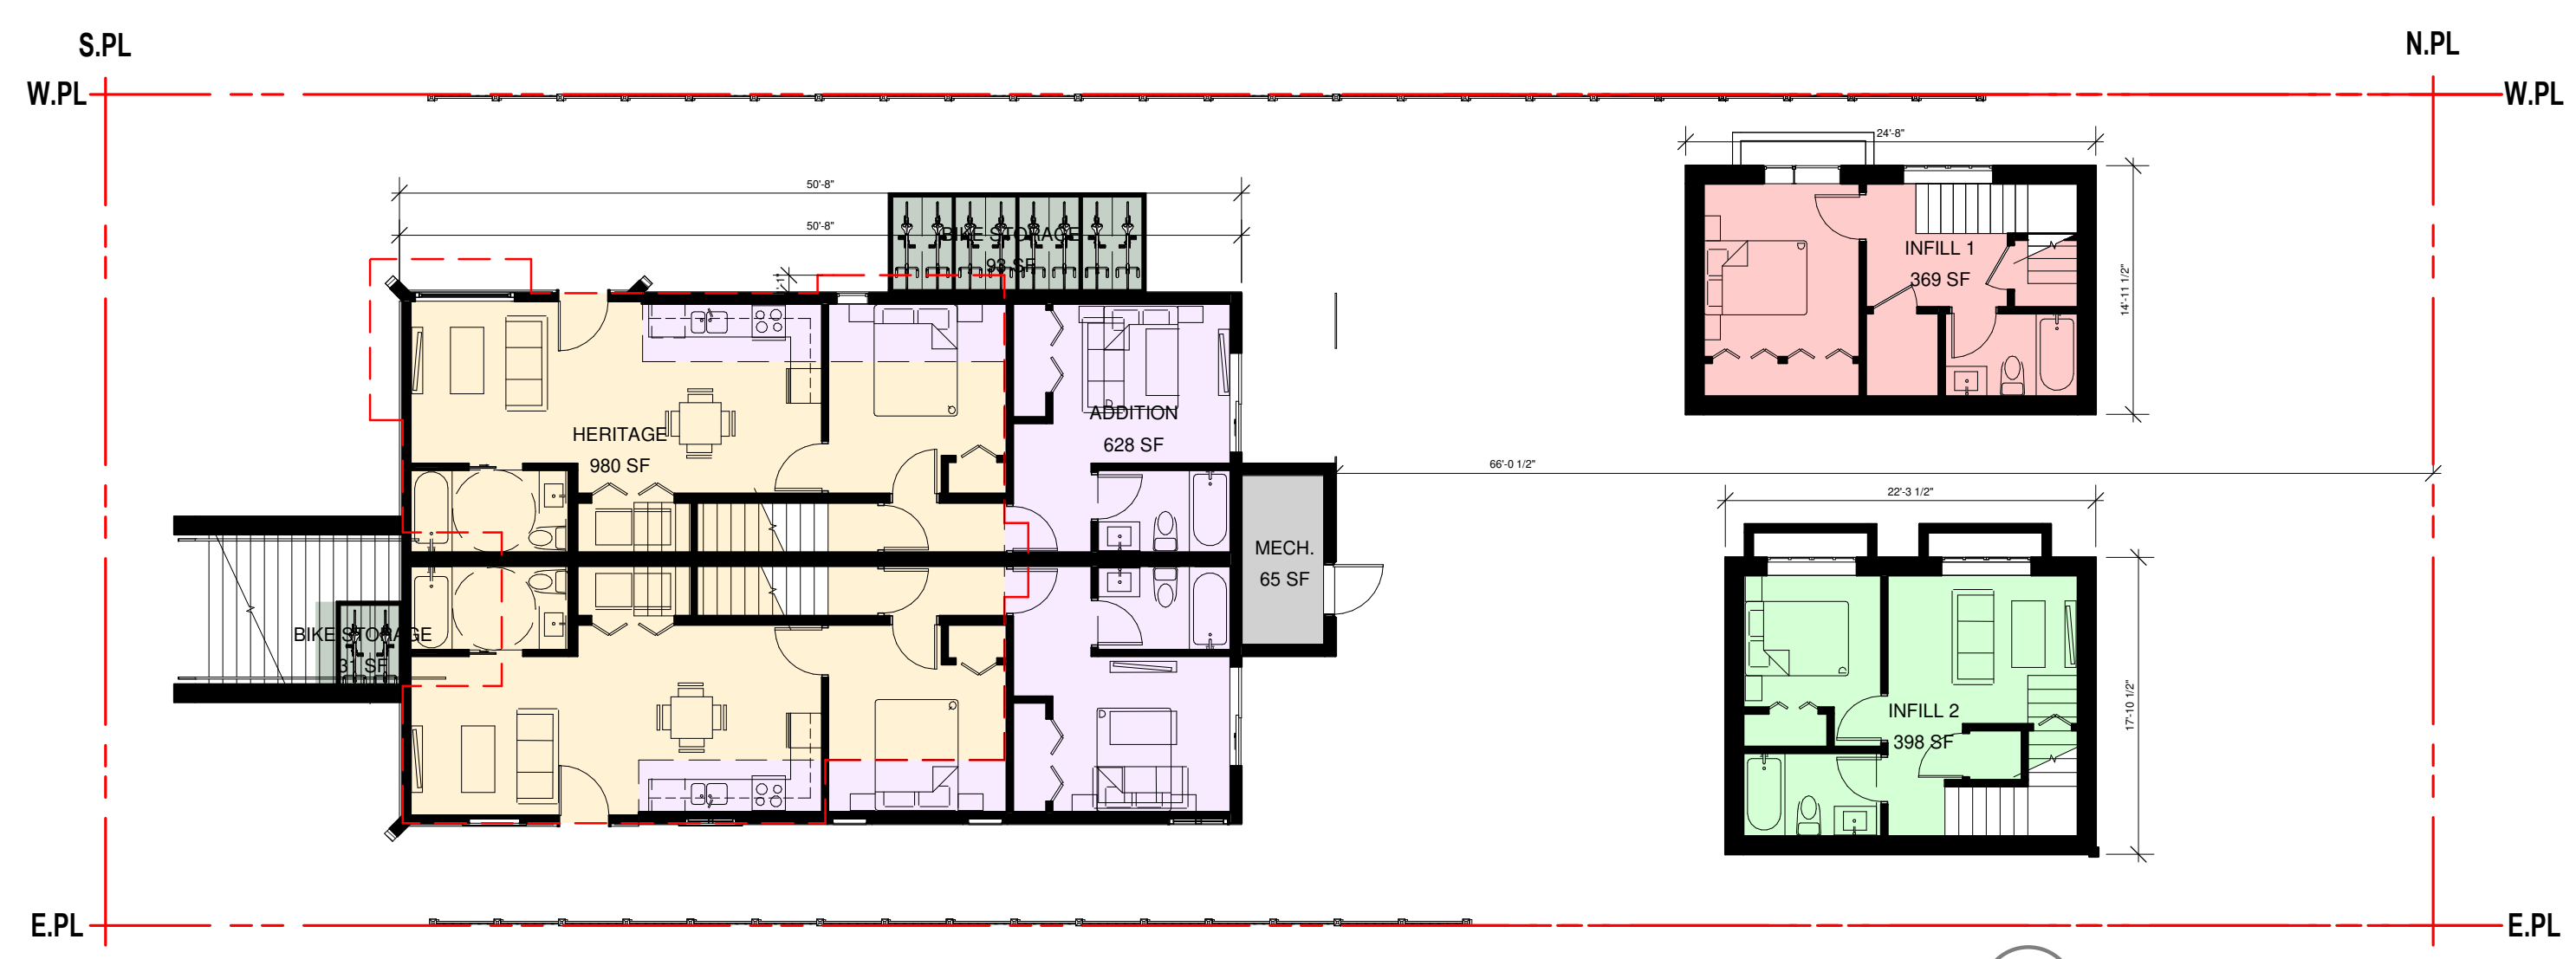 S.PL
N.PL
W.PL
W.PL
24'-8"
50'-8"
50'-8"
BIKE STORAGE
93 SF
INFILL 1
369 SF
14'-11 1/2"
ADDITION
628 SF
HERITAGE
980 SF
66'-0 1/2"
22'-3 1/2"
MECH.
65 SF
BIKE STORAGE
31 SF
INFILL 2
398 SF
17'-10 1/2"
E.PL
E.PL